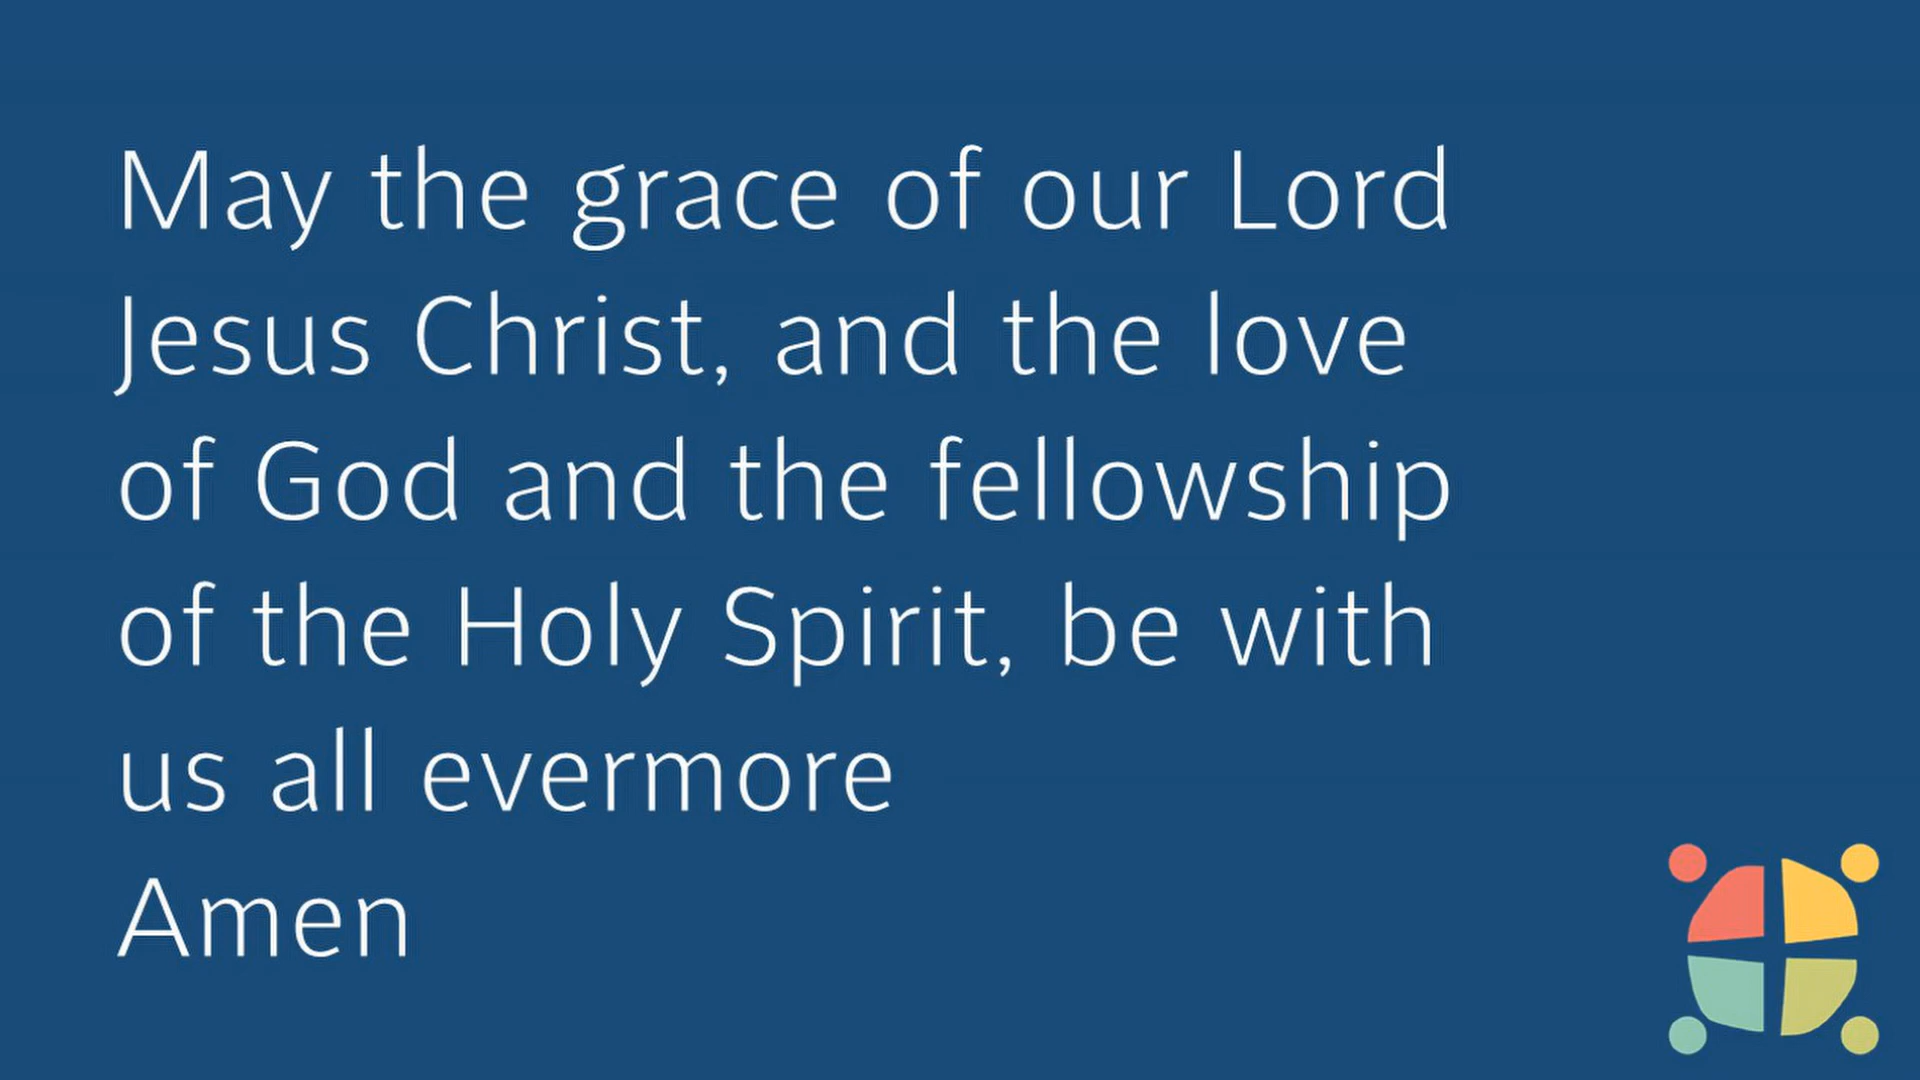 May the grace of our Lord
Jesus Christ, and the love
of God and the fellowship
of the Holy Spirit, be with
us all evermore
Amen